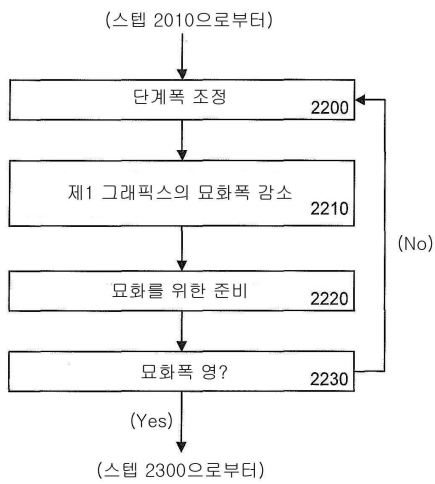 (스텝 2010으로부터)
단계폭 조정
2200
제1 그래픽스의 묘화폭 감소
2210
(No)
묘화를 위한 준비
2220
묘화폭 영?
2230
(Yes)
(스텝 2300으로부터)